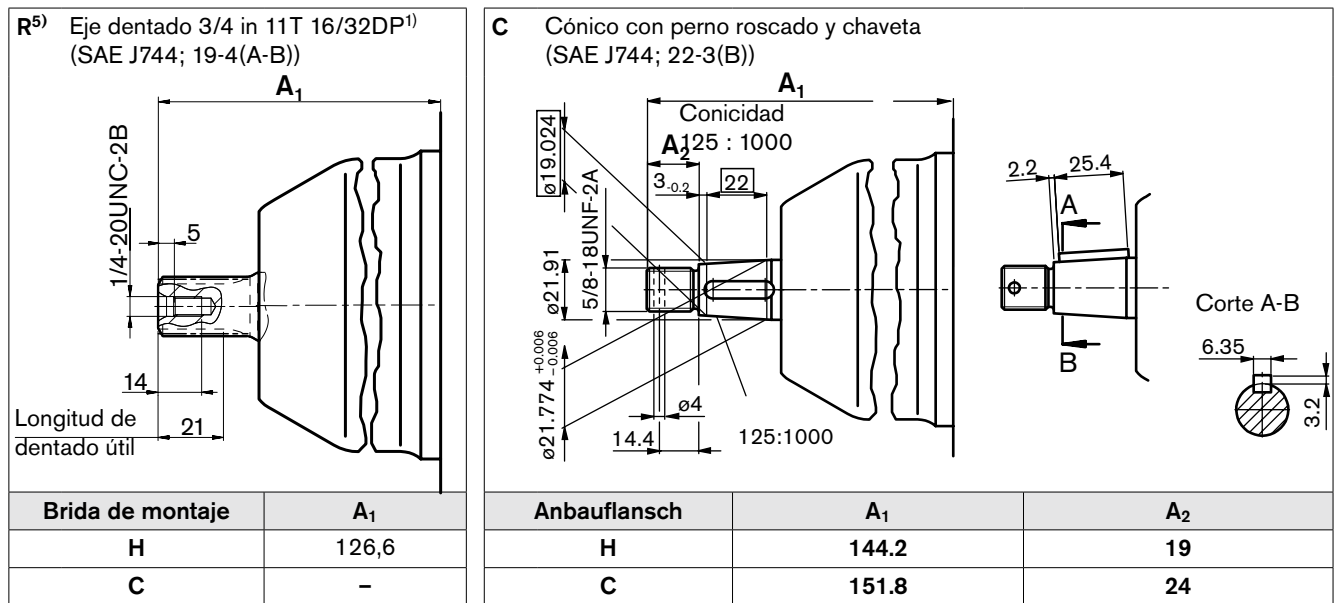 R5) Eje dentado 3/4 in 11T 16/32DP1)
(SAE J744; 19-4(A-B))
A1
1/4-20UNC-2B
5
14
Longitud de
dentado útil
21
Brida de montaje A1
H 126,6
C –
C Cónico con perno roscado y chaveta
(SAE J744; 22-3(B))
A1
Conicidad
125 : 1000
A2
ø19.024
3-0.2
22
5/8-18UNF-2A
ø21.91
ø21.774 +0.006 -0.006
ø4
14.4
125:1000
2.2
25.4
A
B
Corte A-B
6.35
3.2
Anbauflansch A1 A2
H 144.2 19
C 151.8 24